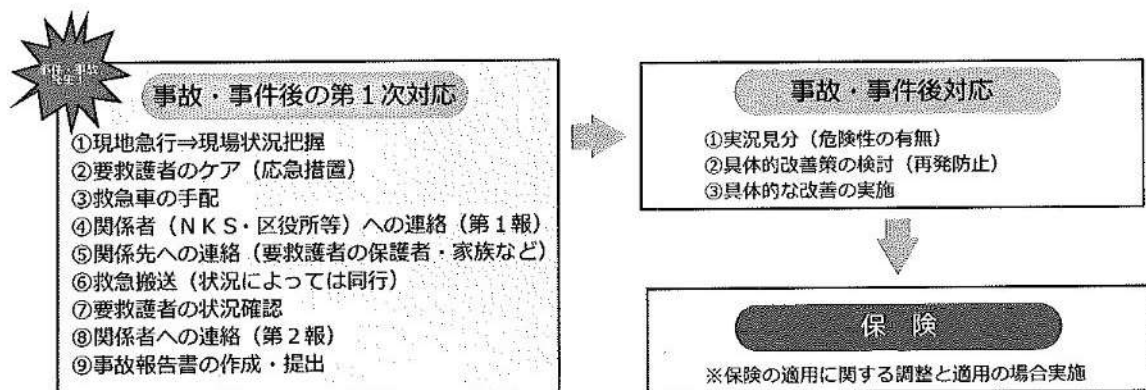 事故・事件後の第1次対応
①現地急行⇒現場状況把握
②要救護者のケア（応急措置）
③救急車の手配
④関係者（NKS・区役所等）への連絡（第1報）
⑤関係先への連絡（要救護者の保護者・家族など）
⑥救急搬送（状況によっては同行）
⑦要救護者の状況確認
⑧関係者への連絡（第2報）
⑨事故報告書の作成・提出
事故・事件後対応
①実況見分（危険性の有無）
②具体的改善策の検討（再発防止）
③具体的な改善の実施
保 険
※保険の適用に関する調整と適用の場合実施